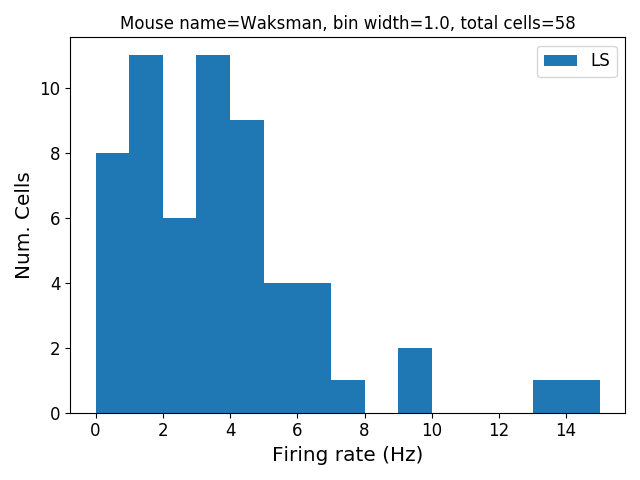 Mouse name=Waksman, bin width=1.0, total cells=58
LS
10
8
6
4
2
0
Num. Cells
0 2 4 6 8 10 12 14
Firing rate (Hz)